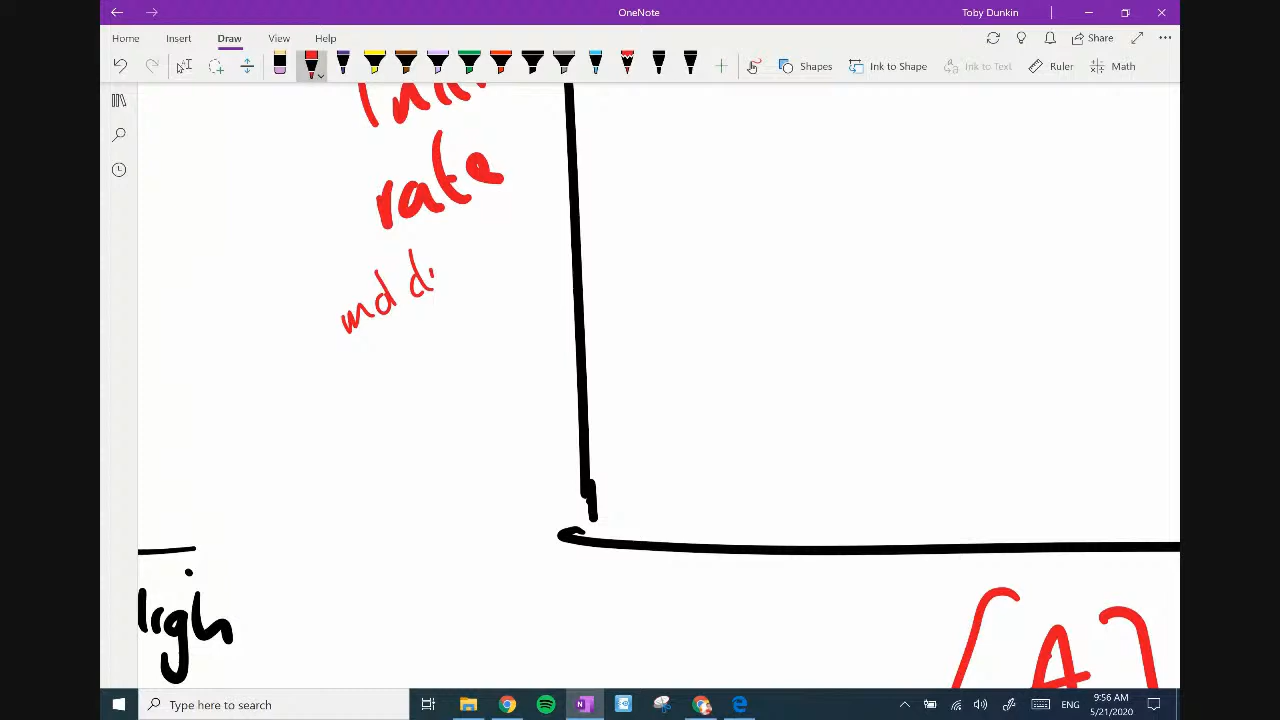 OneNote
Toby Dunkin
Home Insert Draw View Help
Share
Shapes Ink to Shape Ink to Text Ruler Math
rate
[A]
Type here to search
ENG
9:56 AM
5/21/2020